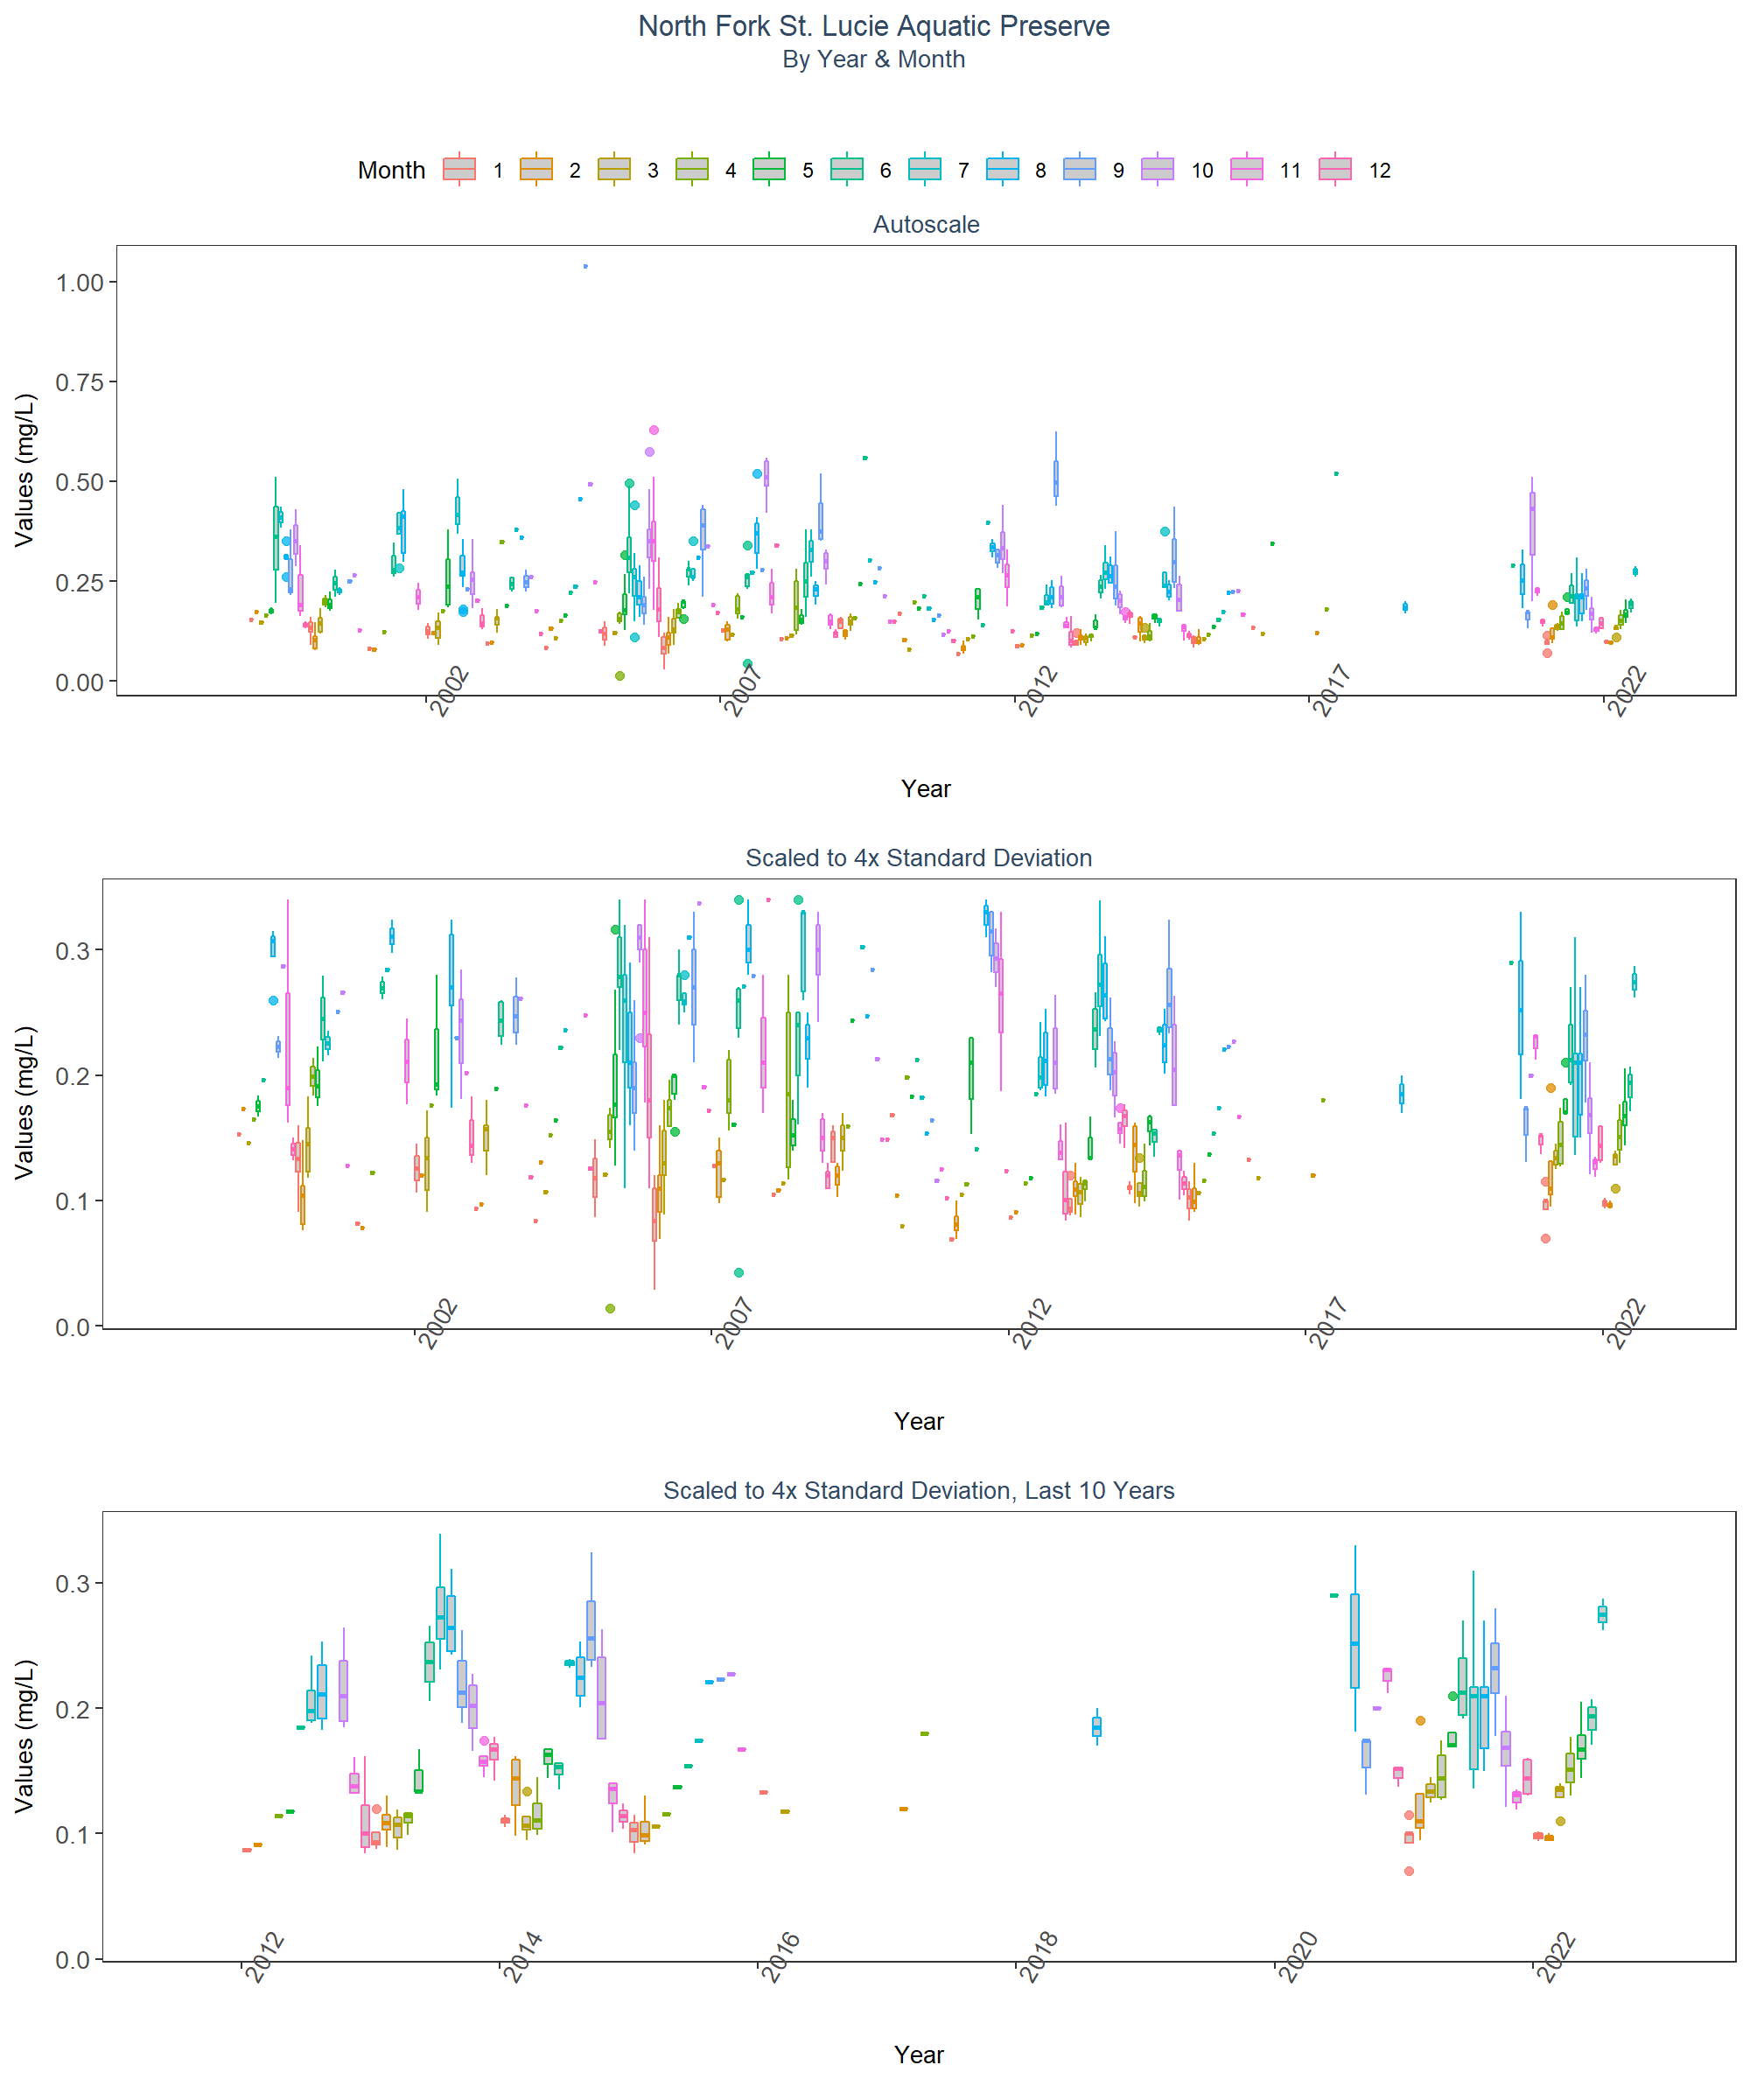 North Fork St. Lucie Aquatic Preserve
By Year & Month
Month 1 2 3 4 5 6 7 8 9 10 11 12
Autoscale
Values (mg/L)
1.00
0.75
0.50
0.25
0.00
2002 2007 2012 2017 2022
Year
Scaled to 4x Standard Deviation
Values (mg/L)
0.3
0.2
0.1
0.0
2002 2007 2012 2017 2022
Year
Scaled to 4x Standard Deviation, Last 10 Years
Values (mg/L)
0.3
0.2
0.1
0.0
2012 2014 2016 2018 2020 2022
Year